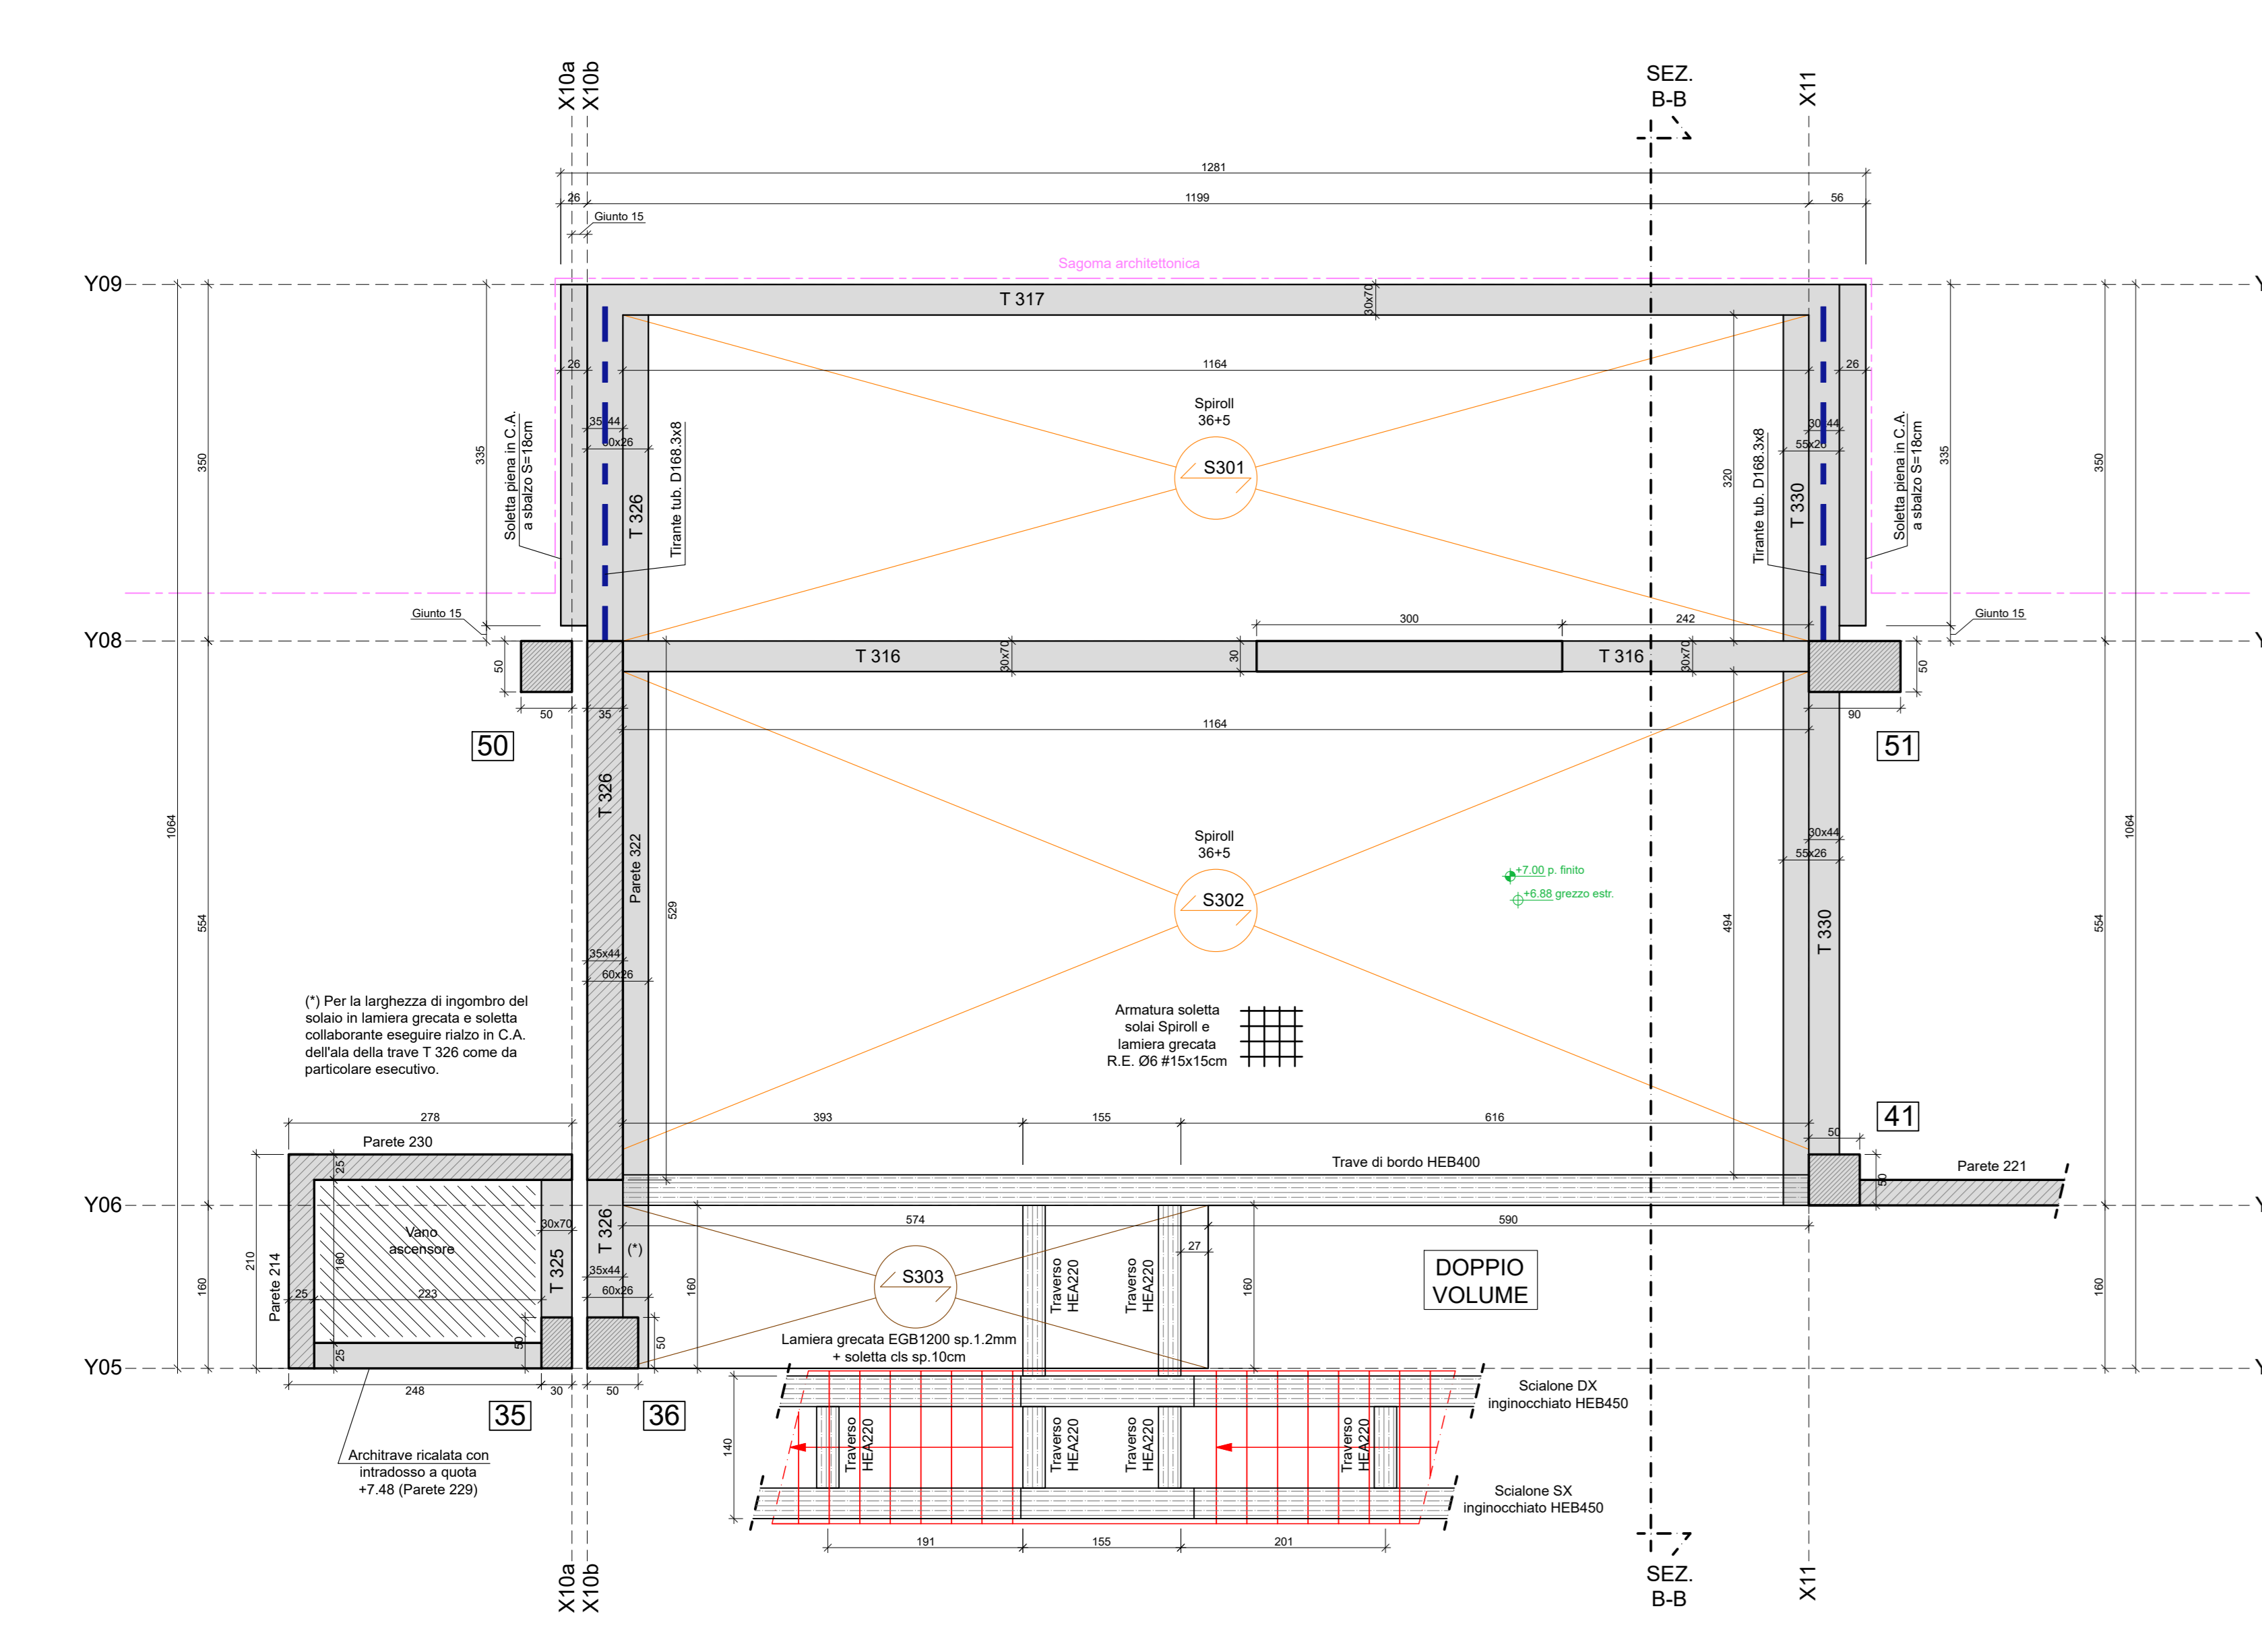 X10a
X10b
SEZ.
B-B
X11
1281
26
1199
56
Giunto 15
Sagoma architettonica
Y09
Y
T 317
30x70
26
1164
26
Spiroll
36+5
S301
35x44
60x26
30x44
55x26
335
350
Soletta piena in C.A.
a sbalzo S=18cm
T 326
Tirante tub. D168.3x8
320
Tirante tub. D168.3x8
T 330
Soletta piena in C.A.
a sbalzo S=18cm
335
350
Giunto 15
300
242
Giunto 15
Y08
Y
50
T 316
30x70
30
T 316
30x70
50
50
35
1164
90
50
51
T 326
1064
554
Parete 322
529
Spiroll
36+5
S302
+7.00 p. finito
+6.88 grezzo estr.
30x44
55x26
494
T 330
554
1064
35x44
60x26
(*) Per la larghezza di ingombro del
solaio in lamiera grecata e soletta
collaborante eseguire rialzo in C.A.
dell'ala della trave T 326 come da
particolare esecutivo.
Armatura soletta
solai Spiroll e
lamiera grecata
R.E. Ø6 #15x15cm
278
393
155
616
41
50
Parete 230
25
Trave di bordo HEB400
Parete 221
50
Y06
Y
574
590
210
160
Parete 214
Vano
ascensore
160
30x70
T 325
T 326
(*)
27
35x44
60x26
25
223
160
S303
Traverso
HEA220
Traverso
HEA220
160
DOPPIO
VOLUME
160
50
25
50
Lamiera grecata EGB1200 sp.1.2mm
+ soletta cls sp.10cm
Y05
Y
248
30
50
35
36
Scialone DX
inginocchiato HEB450
140
Traverso
HEA220
Traverso
HEA220
Traverso
HEA220
Traverso
HEA220
Architrave ricalata con
intradosso a quota
+7.48 (Parete 229)
Scialone SX
inginocchiato HEB450
191
155
201
X10a
X10b
SEZ.
B-B
X11